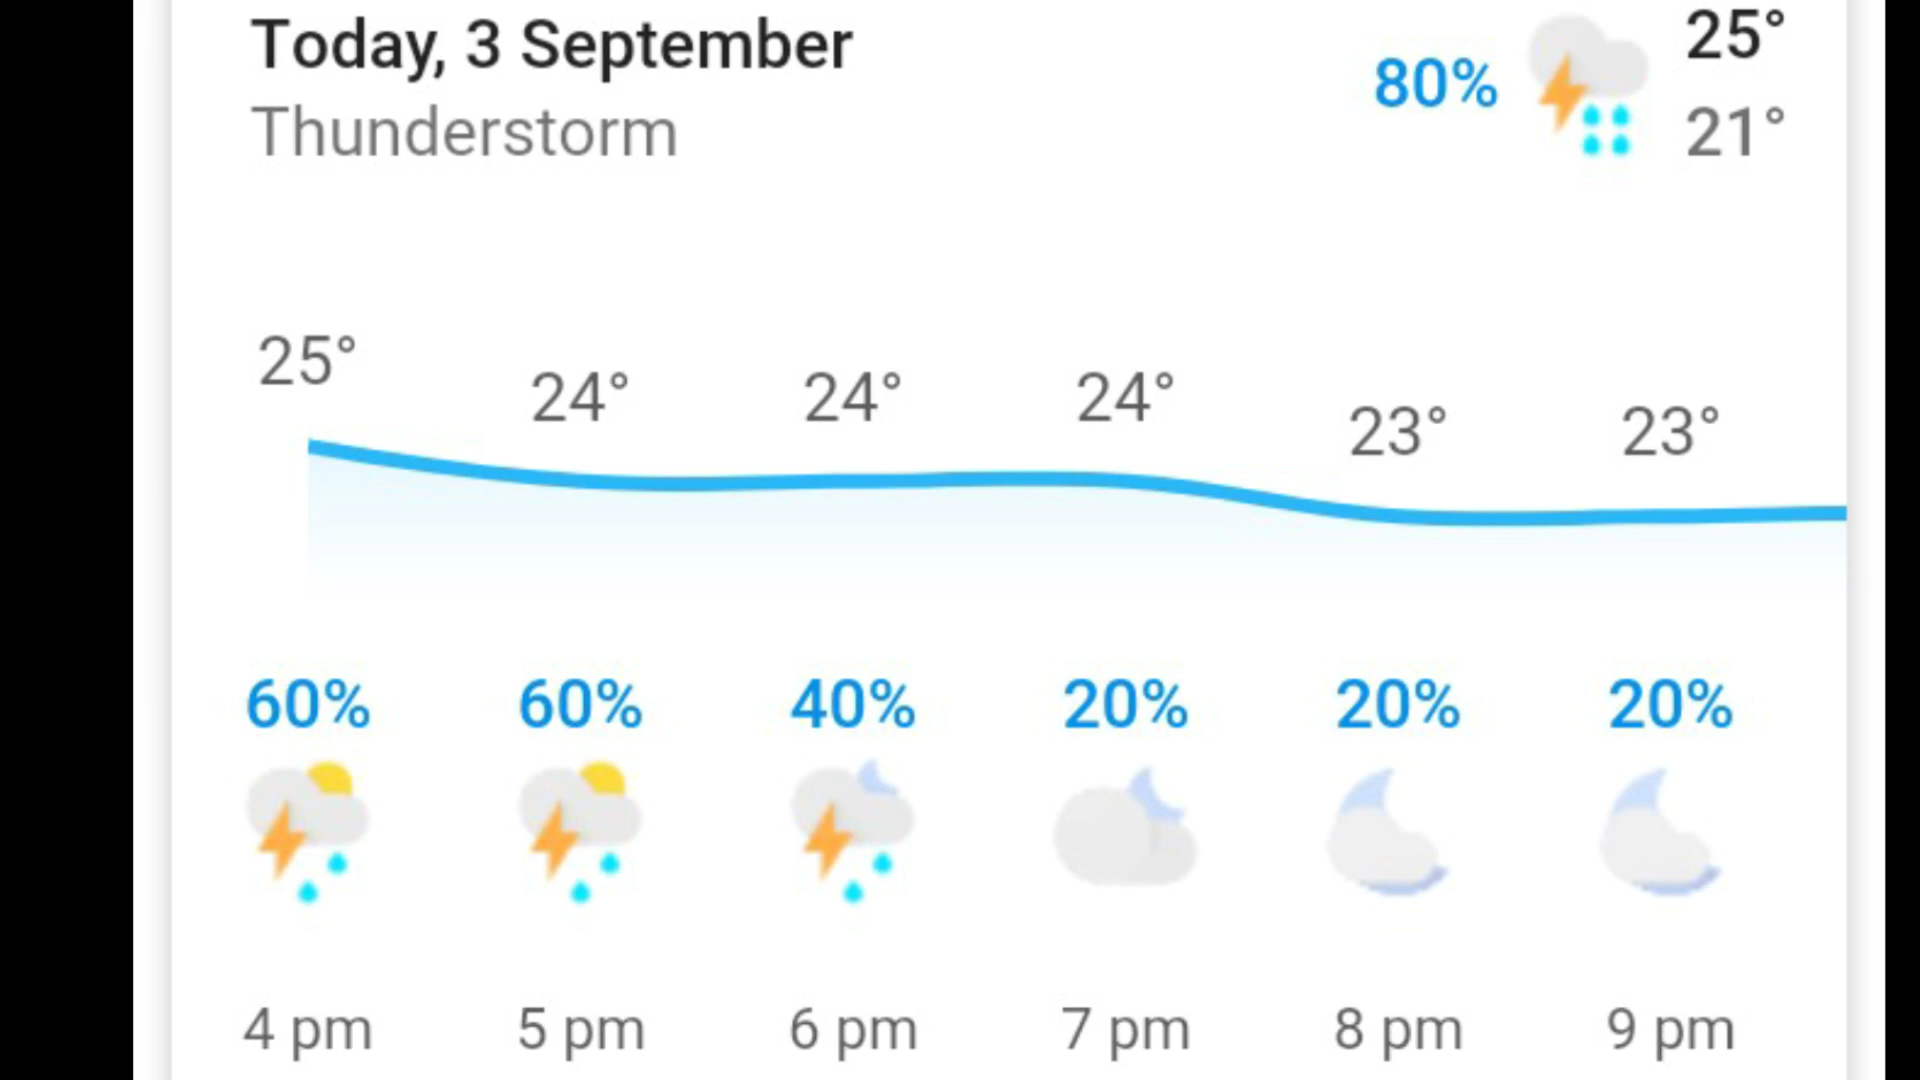 Today, 3 September
Thunderstorm
80%
25°
21°
25° 24° 24° 24° 23° 23°
60% 60% 40% 20% 20% 20%
4 pm 5 pm 6 pm 7 pm 8 pm 9 pm